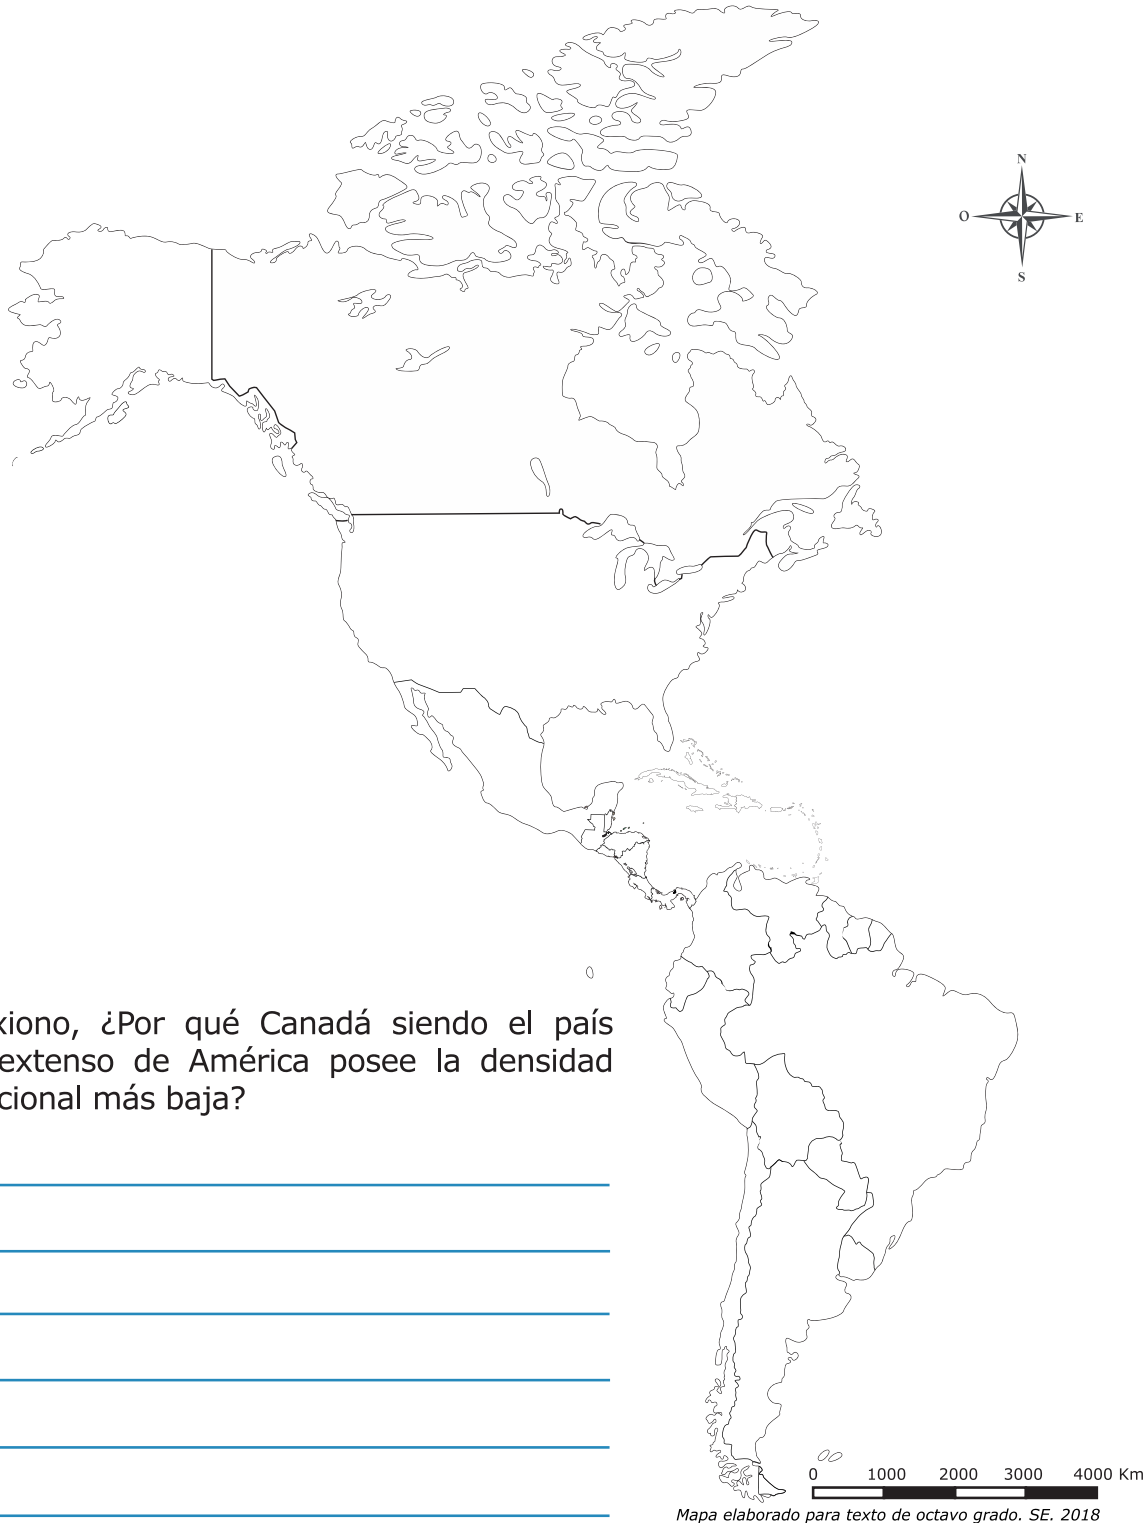 N
O E
S
xiono, ¿Por qué Canadá siendo el país
extenso de América posee la densidad
cional más baja?
0 1000 2000 3000 4000 Km
Mapa elaborado para texto de octavo grado. SE. 2018